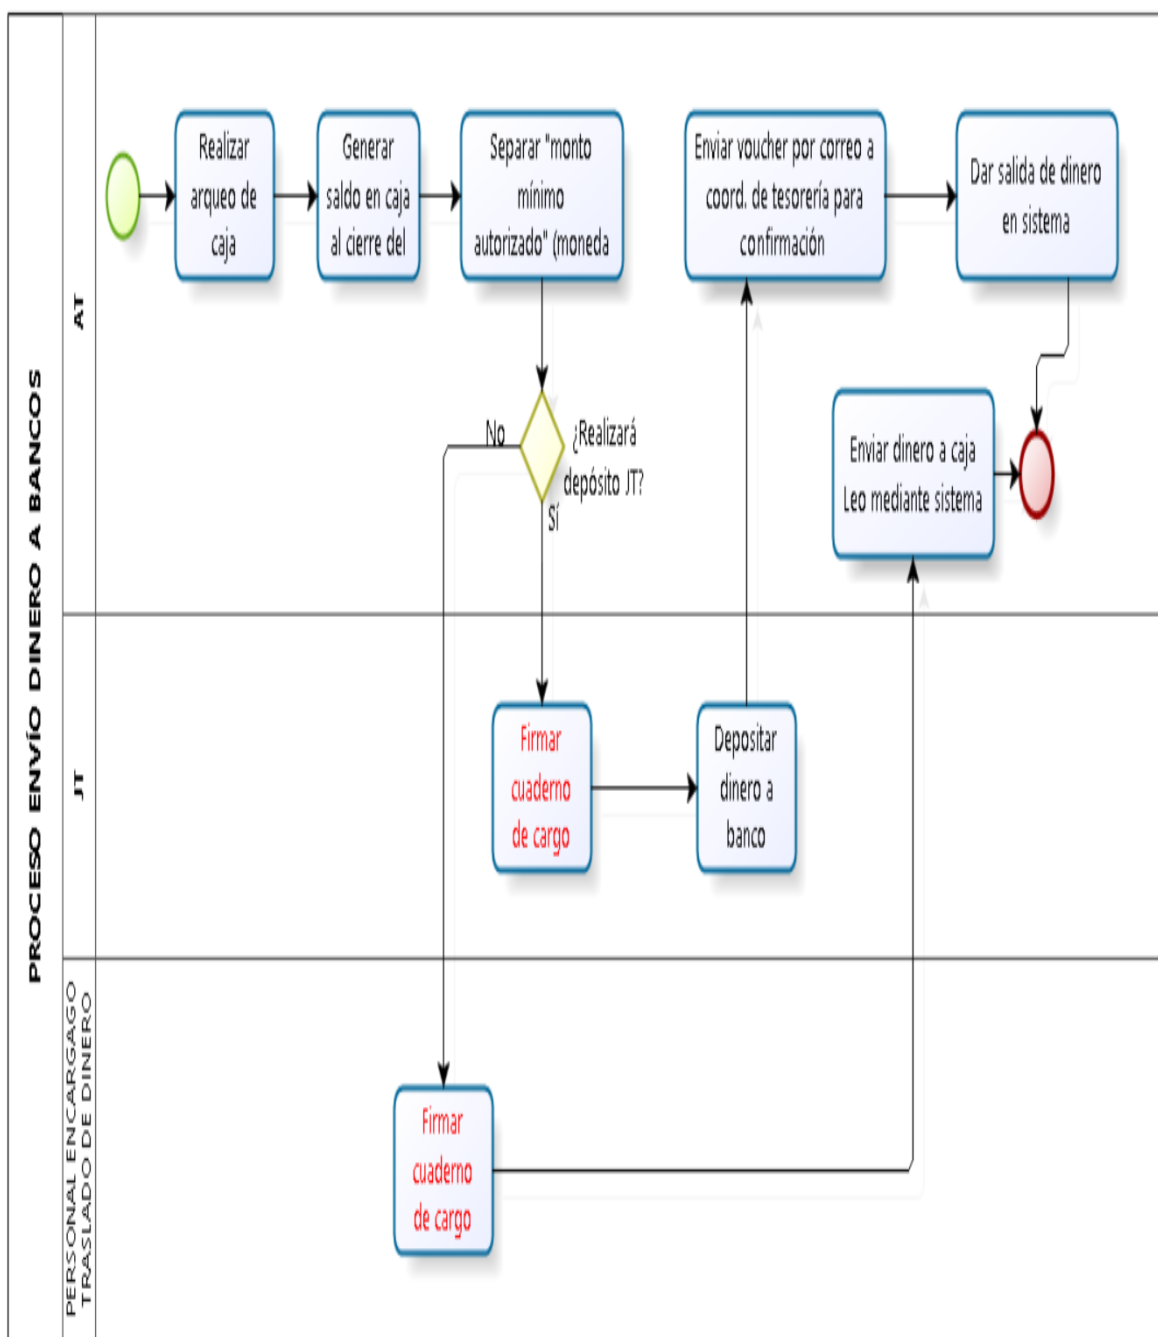 PROCESO ENVÍO DINERO A BANCOS
AT
Realizar
arqueo de
caja
Generar
saldo en caja
al cierre del
Separar "monto
mínimo
autorizado" (moneda
Enviar voucher por correo a
coord. de tesorería para
confirmación
Dar salida de dinero
en sistema
No
¿Realizará
depósito JT?
Sí
Enviar dinero a caja
Leo mediante sistema
JT
Firmar
cuaderno
de cargo
Depositar
dinero a
banco
PERSONAL ENCARGAGO
TRASLADO DE DINERO
Firmar
cuaderno
de cargo